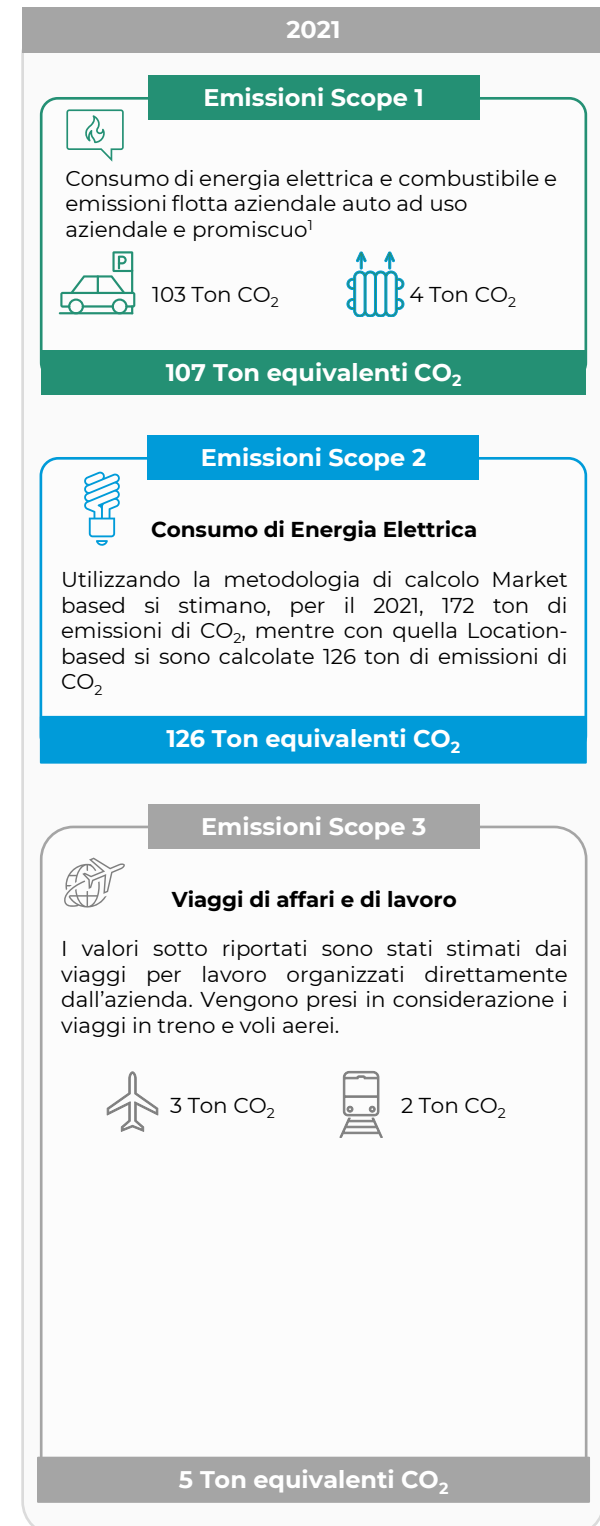 2021
Emissioni Scope 1
Consumo di energia elettrica e combustibile e
emissioni flotta aziendale auto ad uso
aziendale e promiscuo¹
P
103 Ton CO₂
4 Ton CO₂
107 Ton equivalenti CO₂
Emissioni Scope 2
Consumo di Energia Elettrica
Utilizzando la metodologia di calcolo Market
based si stimano, per il 2021, 172 ton di
emissioni di CO₂, mentre con quella Location-
based si sono calcolate 126 ton di emissioni di
CO₂
126 Ton equivalenti CO₂
Emissioni Scope 3
Viaggi di affari e di lavoro
I valori sotto riportati sono stati stimati dai
viaggi per lavoro organizzati direttamente
dall’azienda. Vengono presi in considerazione i
viaggi in treno e voli aerei.
3 Ton CO₂
2 Ton CO₂
5 Ton equivalenti CO₂